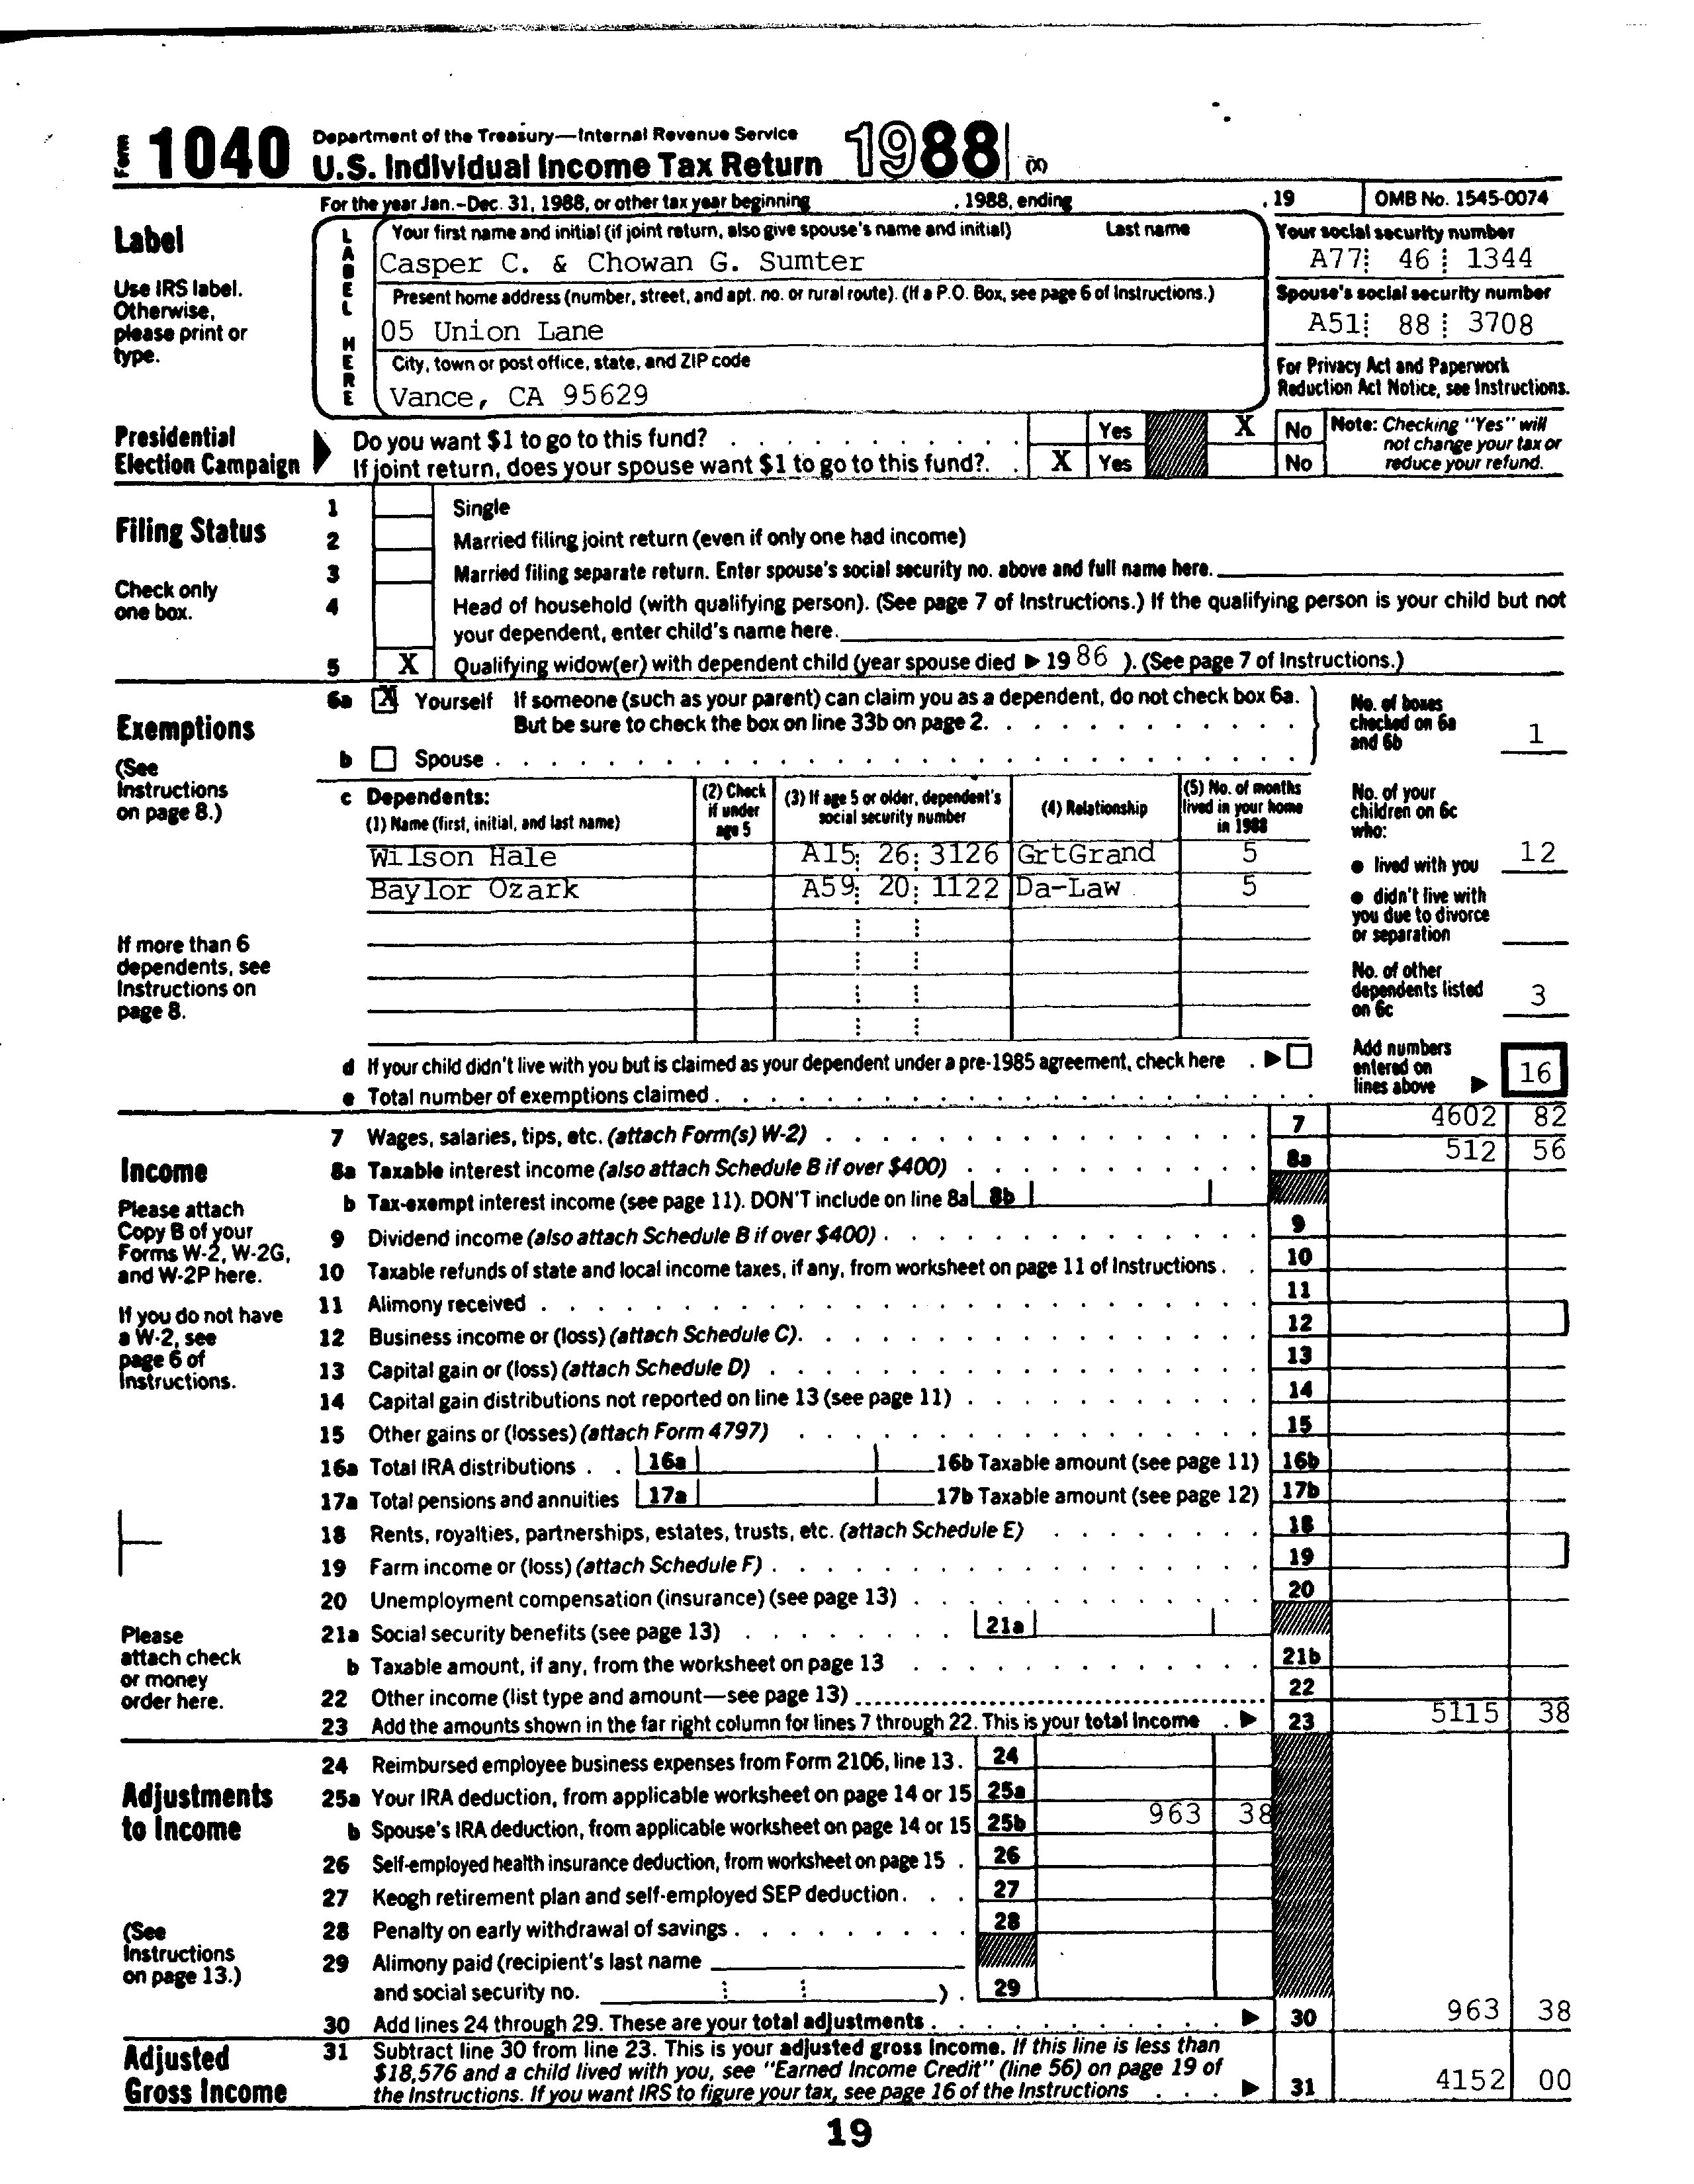 Form 1040 Department of the Treasury—Internal Revenue Service
U.S. Individual Income Tax Return 1988 (X)
For the year Jan.-Dec. 31, 1988, or other tax year beginning , 1988, ending , 19 OMB No. 1545-0074
Label
Use IRS label. Otherwise, please print or type.
LABEL HERE
Your first name and initial (if joint return, also give spouse's name and initial) Last name
Casper C. & Chowan G. Sumter
Your social security number
A77 46 1344
Present home address (number, street, and apt. no. or rural route). (If a P.O. Box, see page 6 of Instructions.)
05 Union Lane
Spouse's social security number
A51 88 3708
City, town or post office, state, and ZIP code
Vance, CA 95629
For Privacy Act and Paperwork Reduction Act Notice, see Instructions.
Presidential Election Campaign
Do you want $1 to go to this fund? Yes X No
If joint return, does your spouse want $1 to go to this fund? X Yes No
Note: Checking "Yes" will not change your tax or reduce your refund.
Filing Status
Check only one box.
1 Single
2 Married filing joint return (even if only one had income)
3 Married filing separate return. Enter spouse's social security no. above and full name here.
4 Head of household (with qualifying person). (See page 7 of Instructions.) If the qualifying person is your child but not
your dependent, enter child's name here.
5 X Qualifying widow(er) with dependent child (year spouse died ▶ 19 86 ). (See page 7 of Instructions.)
Exemptions
(See Instructions on page 8.)
6a X Yourself If someone (such as your parent) can claim you as a dependent, do not check box 6a.
But be sure to check the box on line 33b on page 2.
b Spouse
No. of boxes checked on 6a and 6b 1
c Dependents:
(1) Name (first, initial, and last name) (2) Check if under age 5 (3) If age 5 or older, dependent's social security number (4) Relationship (5) No. of months lived in your home in 1988
Wilson Hale A15 26 3126 GrtGrand 5
Baylor Ozark A59 20 1122 Da-Law 5
No. of your children on 6c who:
● lived with you 12
● didn't live with you due to divorce or separation
No. of other dependents listed on 6c 3
If more than 6 dependents, see Instructions on page 8.
d If your child didn't live with you but is claimed as your dependent under a pre-1985 agreement, check here ▶
e Total number of exemptions claimed
Add numbers entered on lines above ▶ 16
Income
Please attach Copy B of your Forms W-2, W-2G, and W-2P here.
If you do not have a W-2, see page 6 of Instructions.
Please attach check or money order here.
7 Wages, salaries, tips, etc. (attach Form(s) W-2) 7 4602 82
8a Taxable interest income (also attach Schedule B if over $400) 8a 512 56
b Tax-exempt interest income (see page 11). DON'T include on line 8a 8b
9 Dividend income (also attach Schedule B if over $400) 9
10 Taxable refunds of state and local income taxes, if any, from worksheet on page 11 of Instructions 10
11 Alimony received 11
12 Business income or (loss) (attach Schedule C) 12
13 Capital gain or (loss) (attach Schedule D) 13
14 Capital gain distributions not reported on line 13 (see page 11) 14
15 Other gains or (losses) (attach Form 4797) 15
16a Total IRA distributions 16a 16b Taxable amount (see page 11) 16b
17a Total pensions and annuities 17a 17b Taxable amount (see page 12) 17b
18 Rents, royalties, partnerships, estates, trusts, etc. (attach Schedule E) 18
19 Farm income or (loss) (attach Schedule F) 19
20 Unemployment compensation (insurance) (see page 13) 20
21a Social security benefits (see page 13) 21a
b Taxable amount, if any, from the worksheet on page 13 21b
22 Other income (list type and amount—see page 13) 22
23 Add the amounts shown in the far right column for lines 7 through 22. This is your total income ▶ 23 5115 38
Adjustments to Income
(See Instructions on page 13.)
24 Reimbursed employee business expenses from Form 2106, line 13. 24
25a Your IRA deduction, from applicable worksheet on page 14 or 15 25a
b Spouse's IRA deduction, from applicable worksheet on page 14 or 15 25b 963 38
26 Self-employed health insurance deduction, from worksheet on page 15 26
27 Keogh retirement plan and self-employed SEP deduction 27
28 Penalty on early withdrawal of savings 28
29 Alimony paid (recipient's last name
and social security no. ) 29
30 Add lines 24 through 29. These are your total adjustments ▶ 30 963 38
Adjusted Gross Income
31 Subtract line 30 from line 23. This is your adjusted gross income. If this line is less than
$18,576 and a child lived with you, see "Earned Income Credit" (line 56) on page 19 of
the Instructions. If you want IRS to figure your tax, see page 16 of the Instructions ▶ 31 4152 00
19